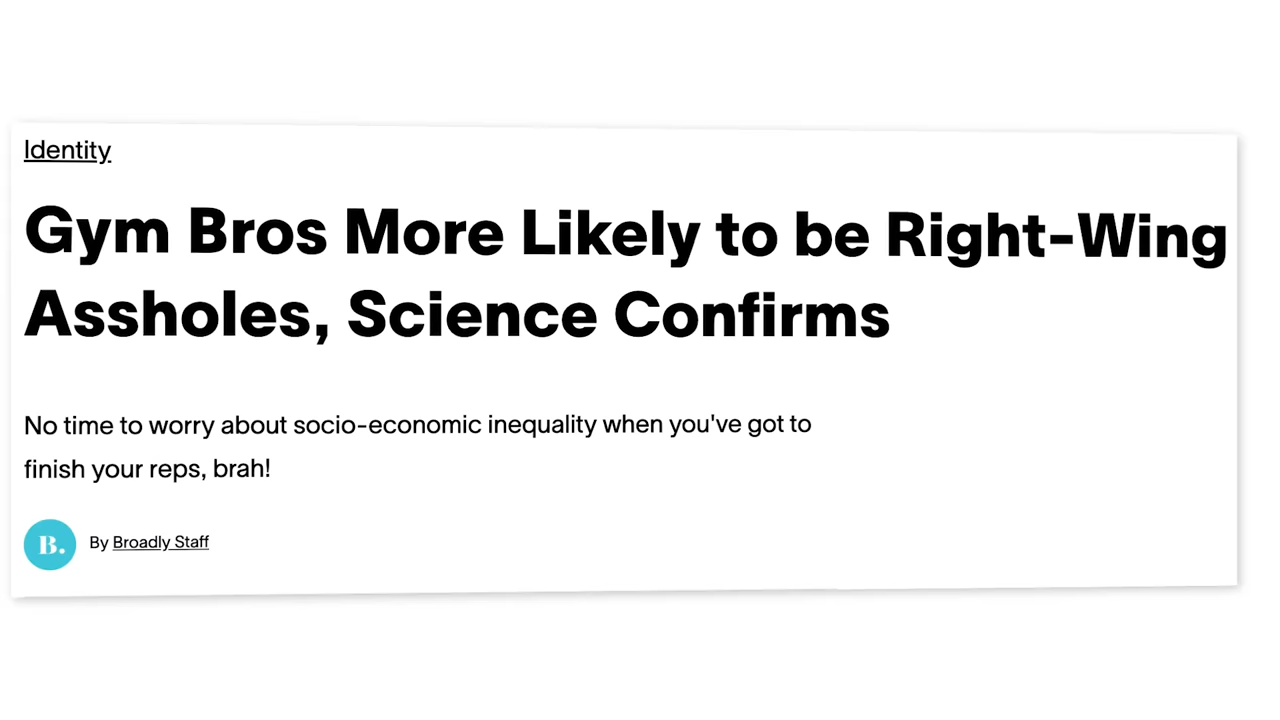 Identity
Gym Bros More Likely to be Right-Wing
Assholes, Science Confirms
No time to worry about socio-economic inequality when you've got to
finish your reps, brah!
B.
By Broadly Staff